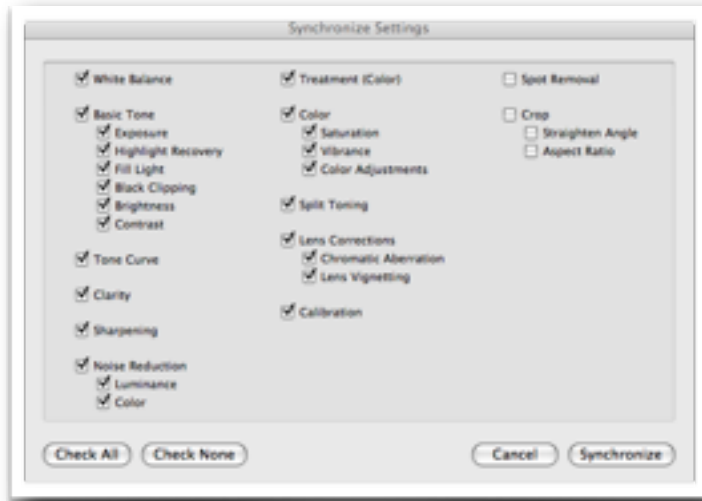 Synchronize Settings
White Balance
Basic Tone
Exposure
Highlight Recovery
Fill Light
Black Clipping
Brightness
Contrast
Tone Curve
Clarity
Sharpening
Noise Reduction
Luminance
Color
Treatment (Color)
Color
Saturation
Vibrance
Color Adjustments
Split Toning
Lens Corrections
Chromatic Aberration
Lens Vignetting
Calibration
Spot Removal
Crop
Straighten Angle
Aspect Ratio
Check All
Check None
Cancel
Synchronize